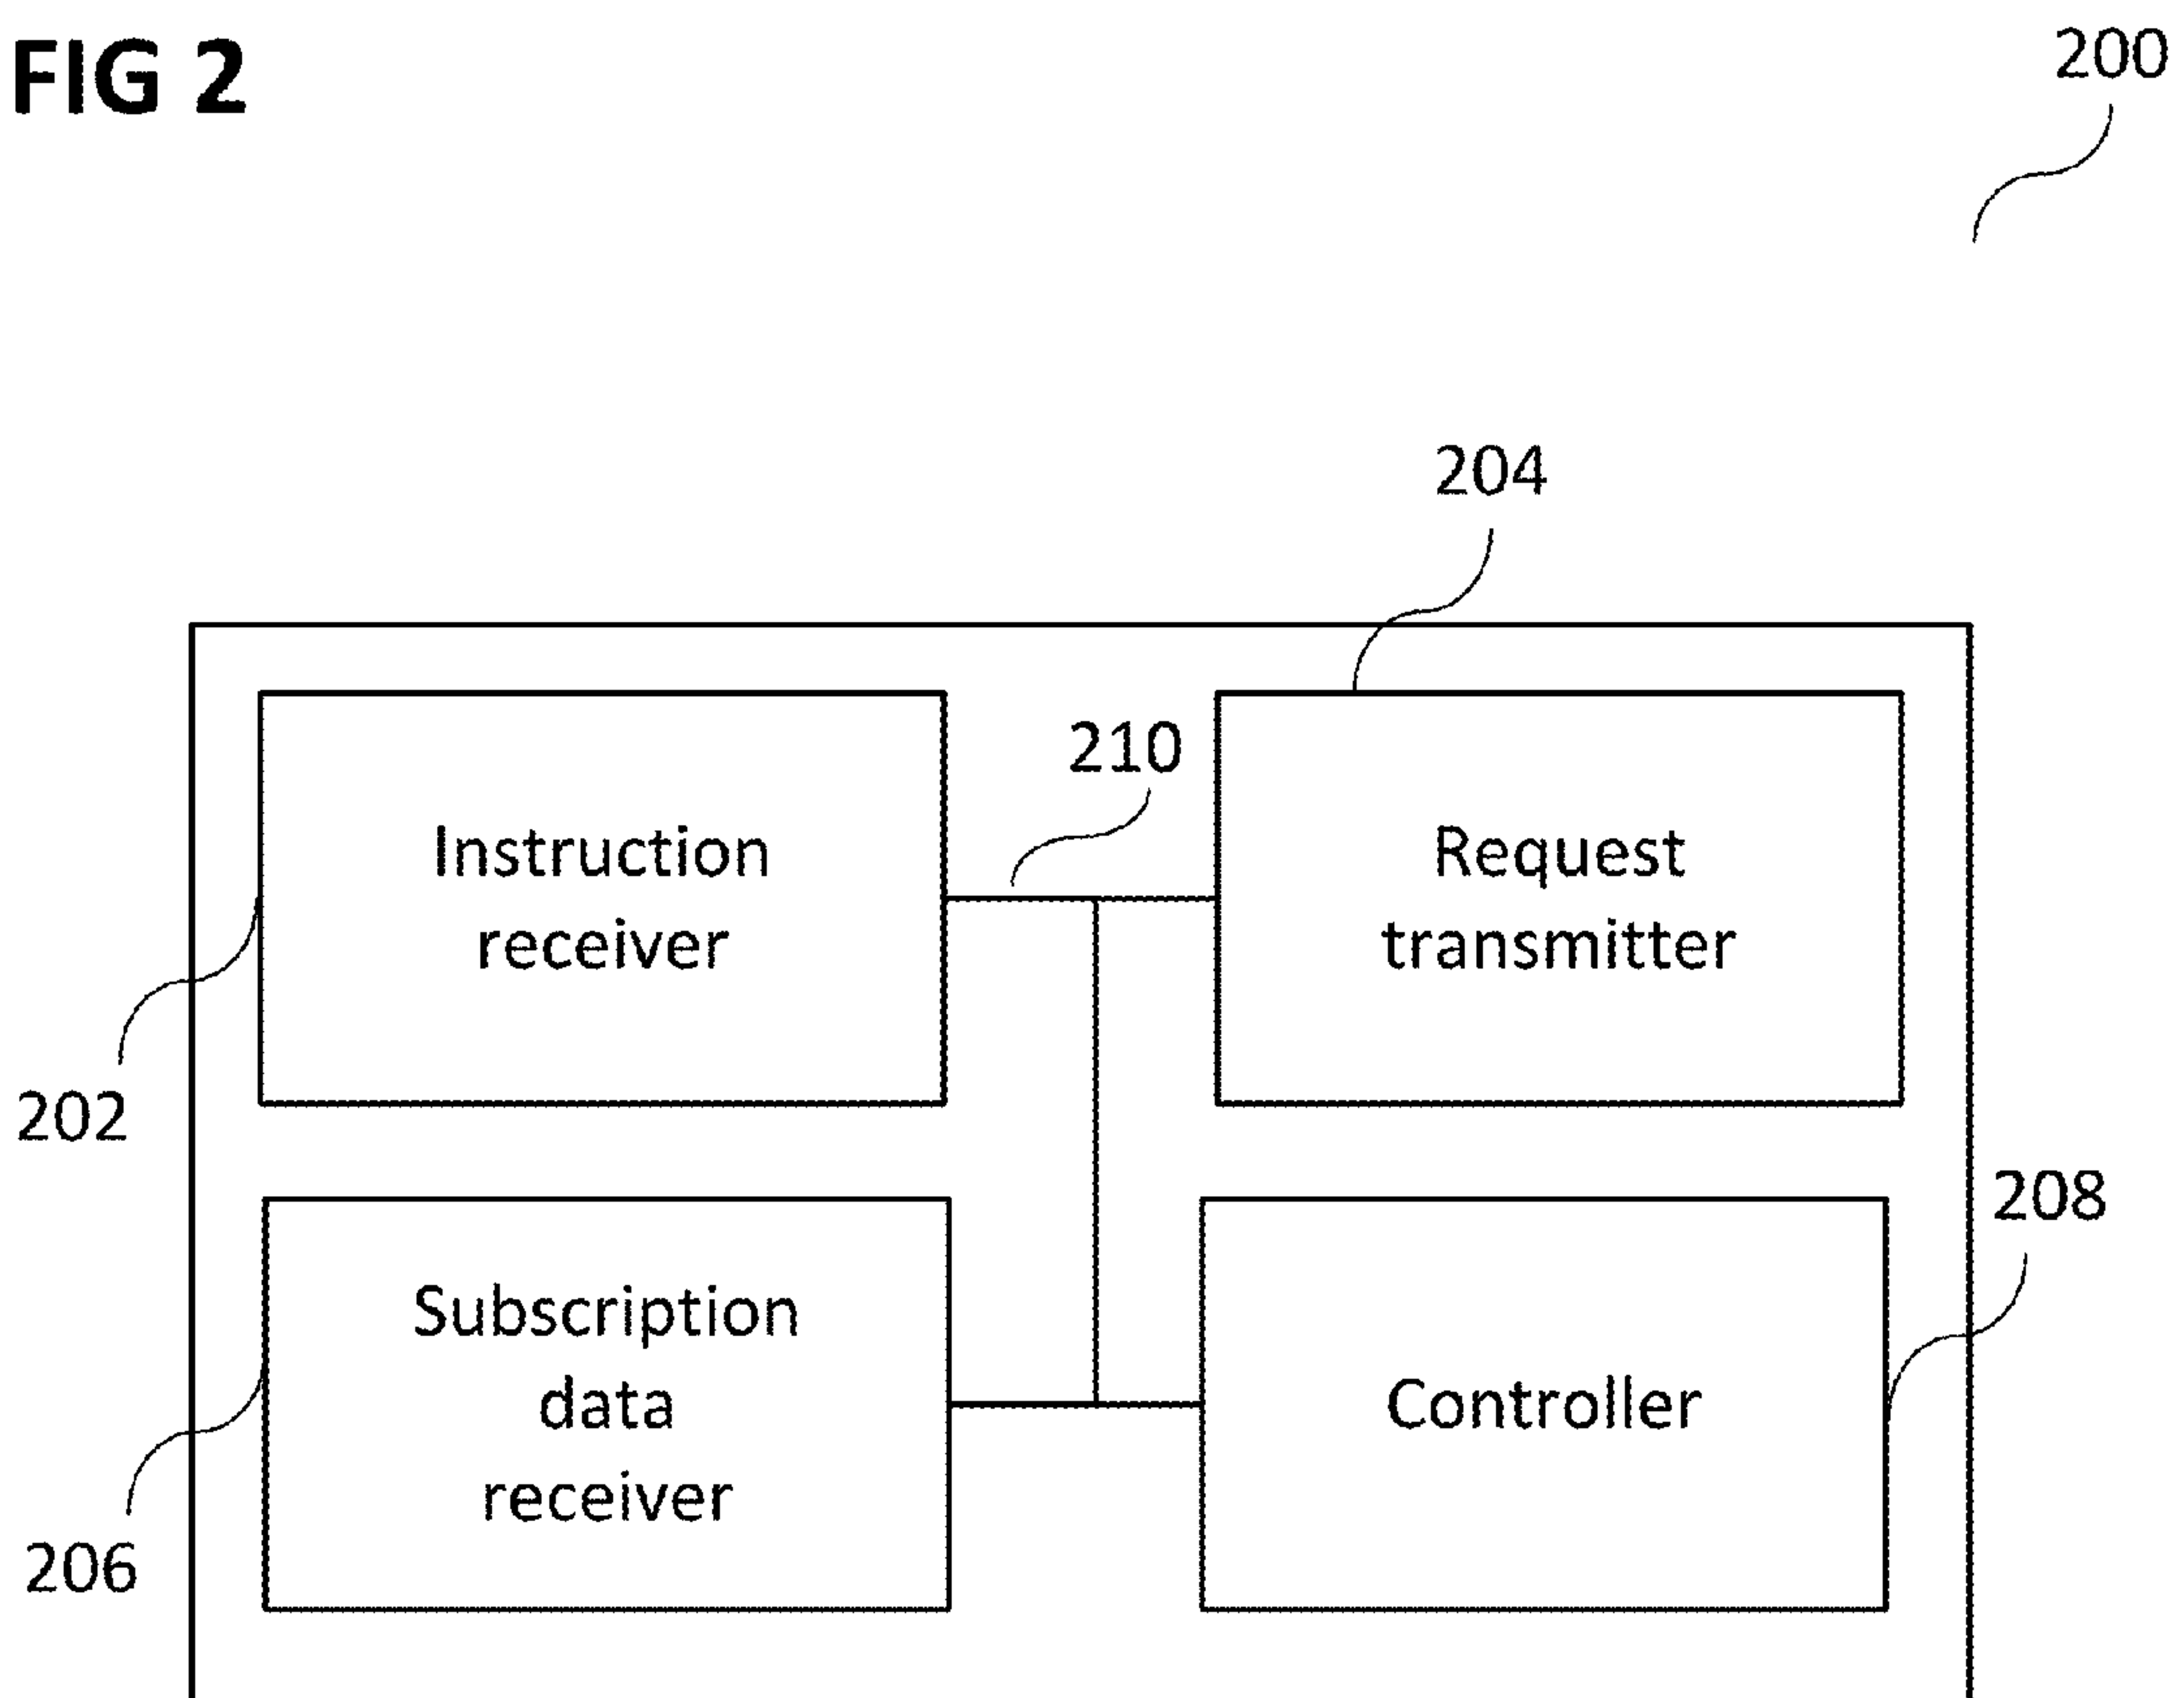 FIG 2
200
204
210
Instruction
receiver
Request
transmitter
202
208
Subscription
data
receiver
Controller
206